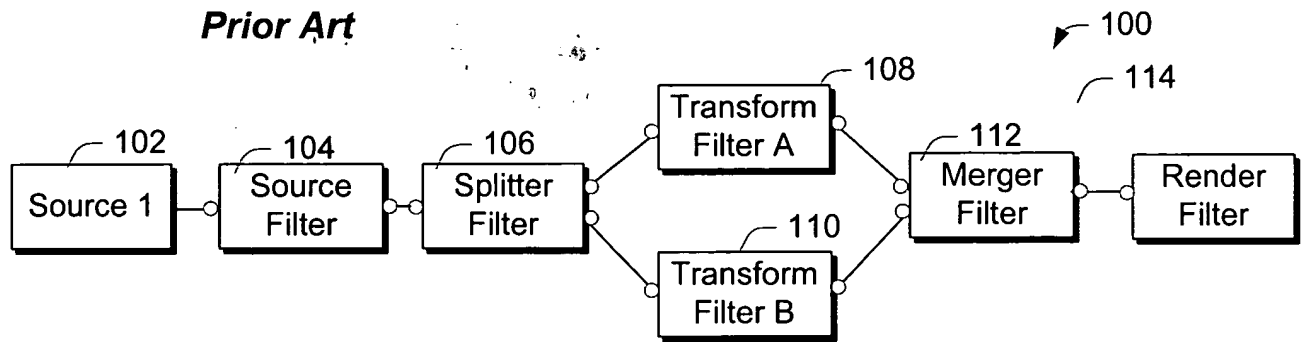 Prior Art
100
102
Source 1
104
Source
Filter
106
Splitter
Filter
108
Transform
Filter A
110
Transform
Filter B
112
Merger
Filter
114
Render
Filter